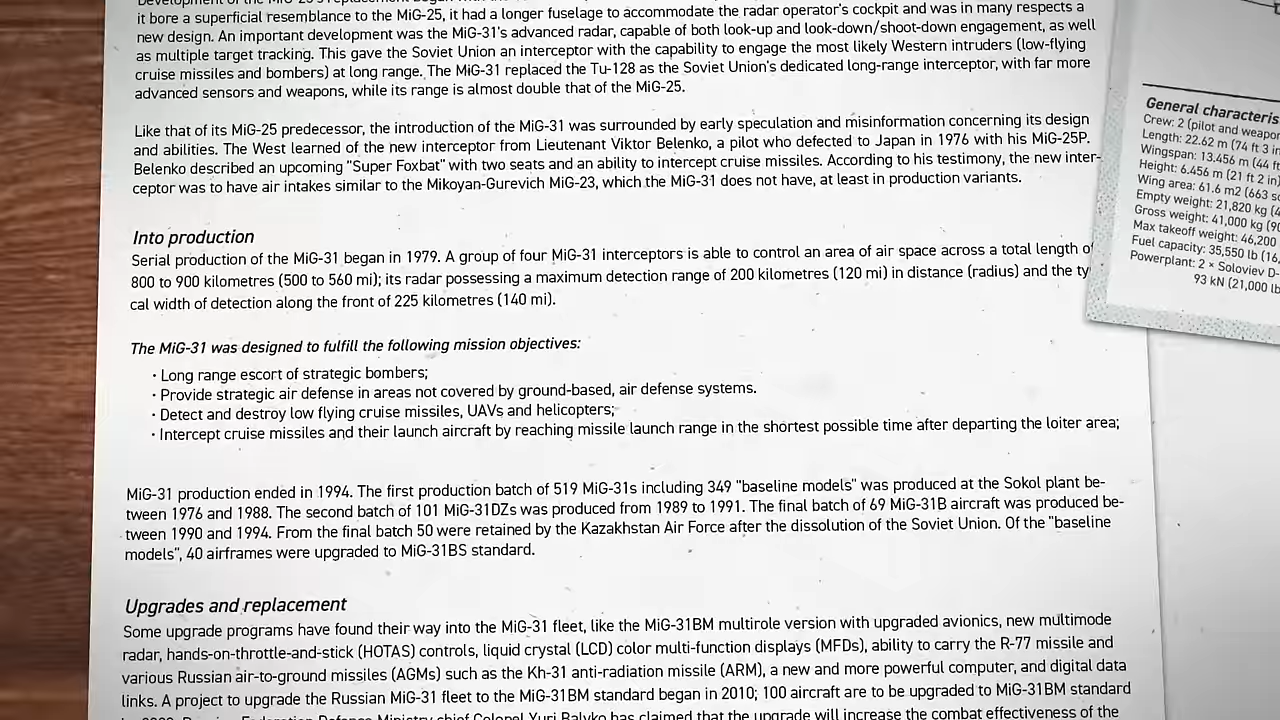 it bore a superficial resemblance to the MiG-25, it had a longer fuselage to accommodate the radar operator's cockpit and was in many respects a
new design. An important development was the MiG-31's advanced radar, capable of both look-up and look-down/shoot-down engagement, as well
as multiple target tracking. This gave the Soviet Union an interceptor with the capability to engage the most likely Western intruders (low-flying
cruise missiles and bombers) at long range. The MiG-31 replaced the Tu-128 as the Soviet Union's dedicated long-range interceptor, with far more
advanced sensors and weapons, while its range is almost double that of the MiG-25.
Like that of its MiG-25 predecessor, the introduction of the MiG-31 was surrounded by early speculation and misinformation concerning its design
and abilities. The West learned of the new interceptor from Lieutenant Viktor Belenko, a pilot who defected to Japan in 1976 with his MiG-25P.
Belenko described an upcoming "Super Foxbat" with two seats and an ability to intercept cruise missiles. According to his testimony, the new inter-
ceptor was to have air intakes similar to the Mikoyan-Gurevich MiG-23, which the MiG-31 does not have, at least in production variants.
Into production
Serial production of the MiG-31 began in 1979. A group of four MiG-31 interceptors is able to control an area of air space across a total length of
800 to 900 kilometres (500 to 560 mi); its radar possessing a maximum detection range of 200 kilometres (120 mi) in distance (radius) and the ty
cal width of detection along the front of 225 kilometres (140 mi).
The MiG-31 was designed to fulfill the following mission objectives:
· Long range escort of strategic bombers;
· Provide strategic air defense in areas not covered by ground-based, air defense systems.
· Detect and destroy low flying cruise missiles, UAVs and helicopters;
· Intercept cruise missiles and their launch aircraft by reaching missile launch range in the shortest possible time after departing the loiter area;
MiG-31 production ended in 1994. The first production batch of 519 MiG-31s including 349 "baseline models" was produced at the Sokol plant be-
tween 1976 and 1988. The second batch of 101 MiG-31DZs was produced from 1989 to 1991. The final batch of 69 MiG-31B aircraft was produced be-
tween 1990 and 1994. From the final batch 50 were retained by the Kazakhstan Air Force after the dissolution of the Soviet Union. Of the "baseline
models", 40 airframes were upgraded to MiG-31BS standard.
Upgrades and replacement
Some upgrade programs have found their way into the MiG-31 fleet, like the MiG-31BM multirole version with upgraded avionics, new multimode
radar, hands-on-throttle-and-stick (HOTAS) controls, liquid crystal (LCD) color multi-function displays (MFDs), ability to carry the R-77 missile and
various Russian air-to-ground missiles (AGMs) such as the Kh-31 anti-radiation missile (ARM), a new and more powerful computer, and digital data
links. A project to upgrade the Russian MiG-31 fleet to the MiG-31BM standard began in 2010; 100 aircraft are to be upgraded to MiG-31BM standard
Defence Ministry chief Colonel Yuri Balyko has claimed that the upgrade will increase the combat effectiveness of the
General characteris
Crew: 2 (pilot and weapo
Length: 22.62 m (74 ft 3 in
Wingspan: 13.456 m (44 ft
Height: 6.456 m (21 ft 2 in)
Wing area: 61.6 m2 (663 sq
Empty weight: 21,820 kg (4
Gross weight: 41,000 kg (90
Max takeoff weight: 46,200
Fuel capacity: 35,550 lb (16,
Powerplant: 2 × Soloviev D-
93 kN (21,000 lb